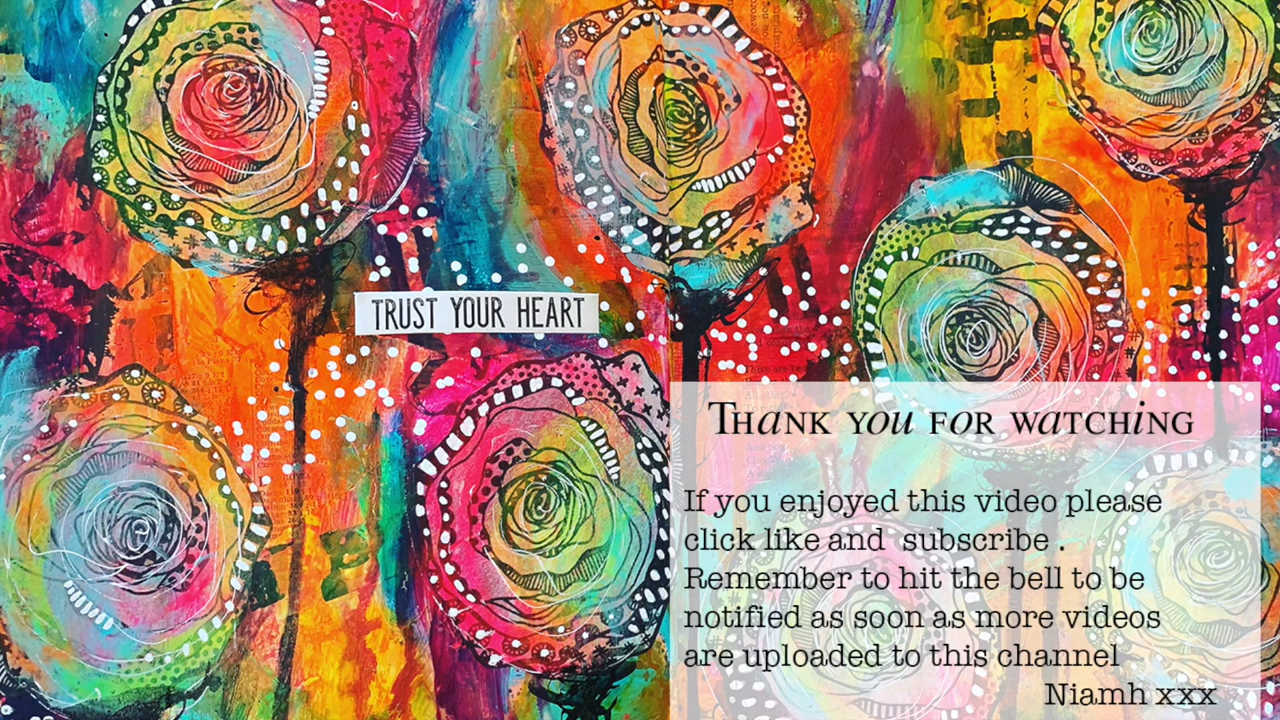 TRUST YOUR HEART
THANK YOU FOR WATCHING
If you enjoyed this video please
click like and subscribe .
Remember to hit the bell to be
notified as soon as more videos
are uploaded to this channel
Niamh xxx